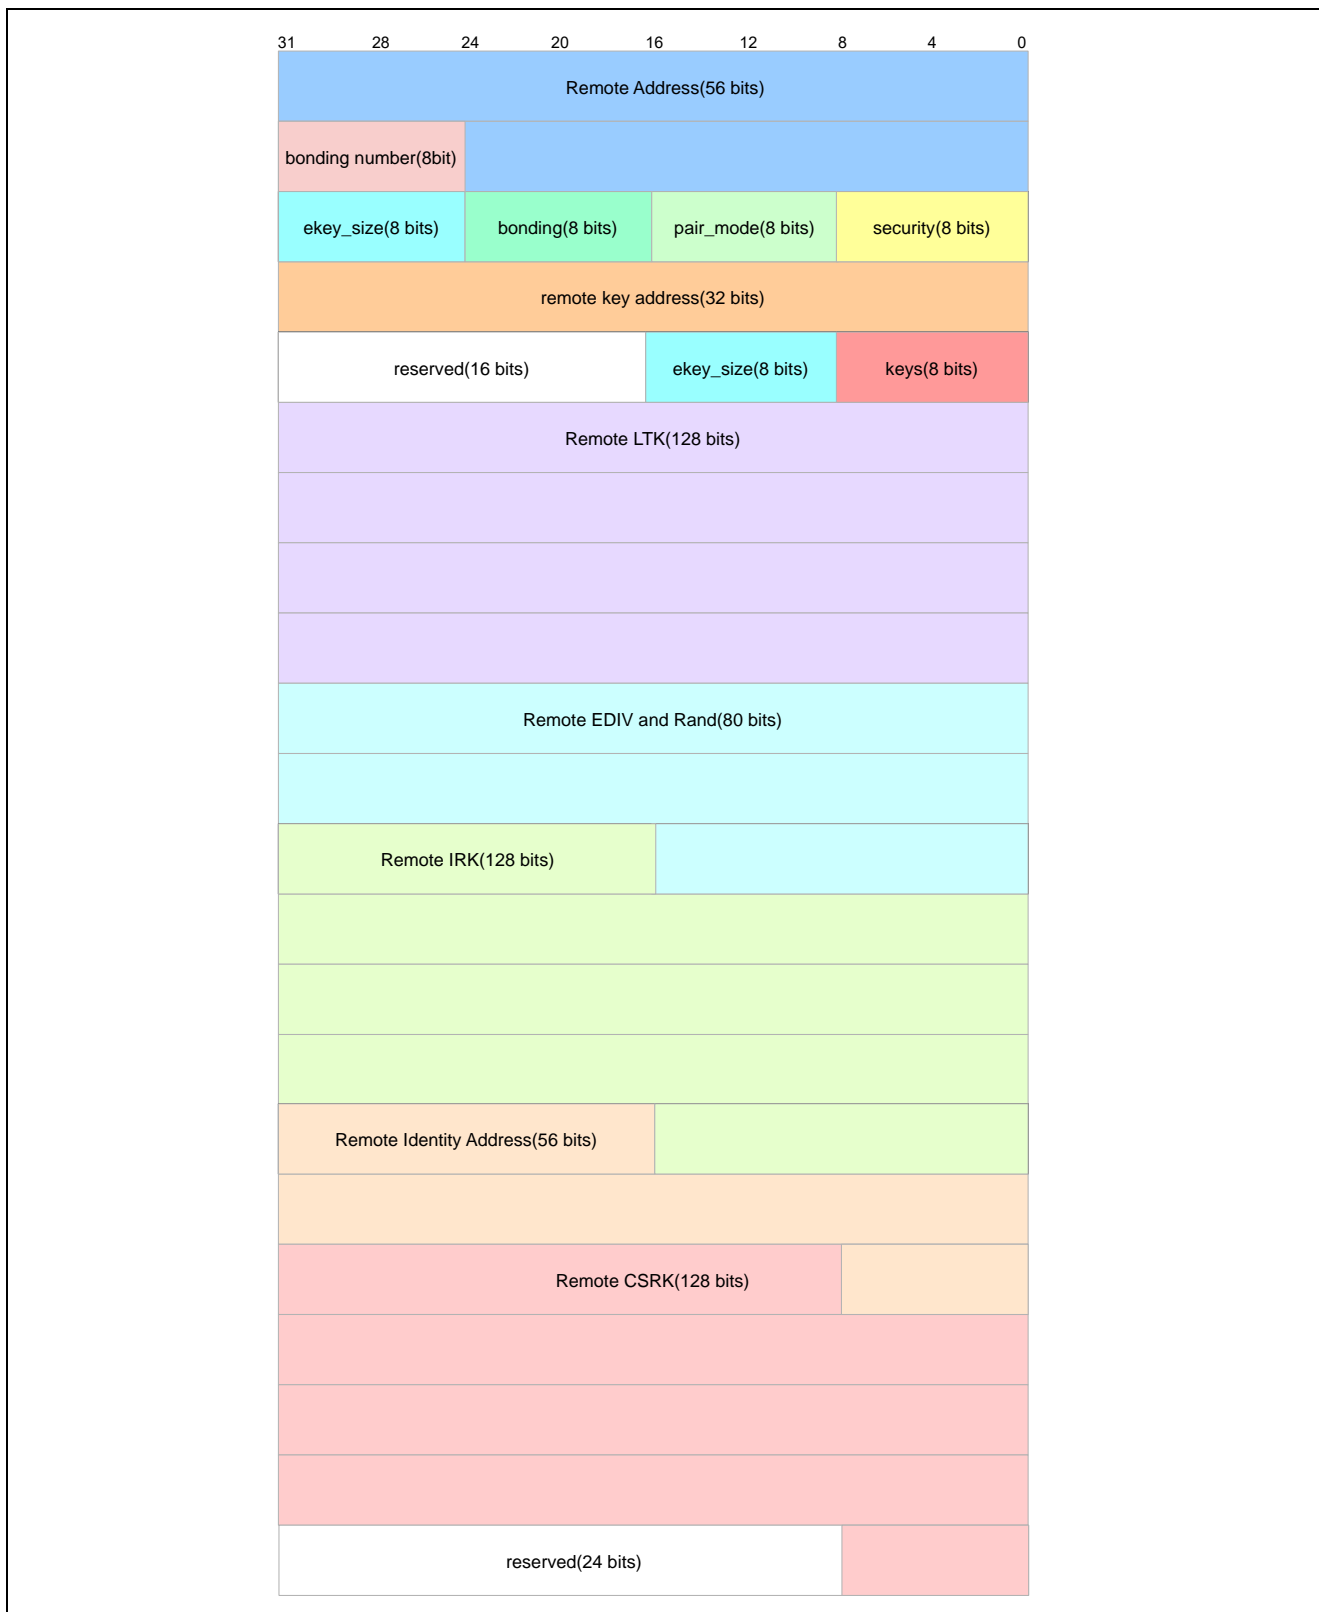 31 28 24 20 16 12 8 4 0
Remote Address(56 bits)
bonding number(8bit)
ekey_size(8 bits) bonding(8 bits) pair_mode(8 bits) security(8 bits)
remote key address(32 bits)
reserved(16 bits) ekey_size(8 bits) keys(8 bits)
Remote LTK(128 bits)
Remote EDIV and Rand(80 bits)
Remote IRK(128 bits)
Remote Identity Address(56 bits)
Remote CSRK(128 bits)
reserved(24 bits)